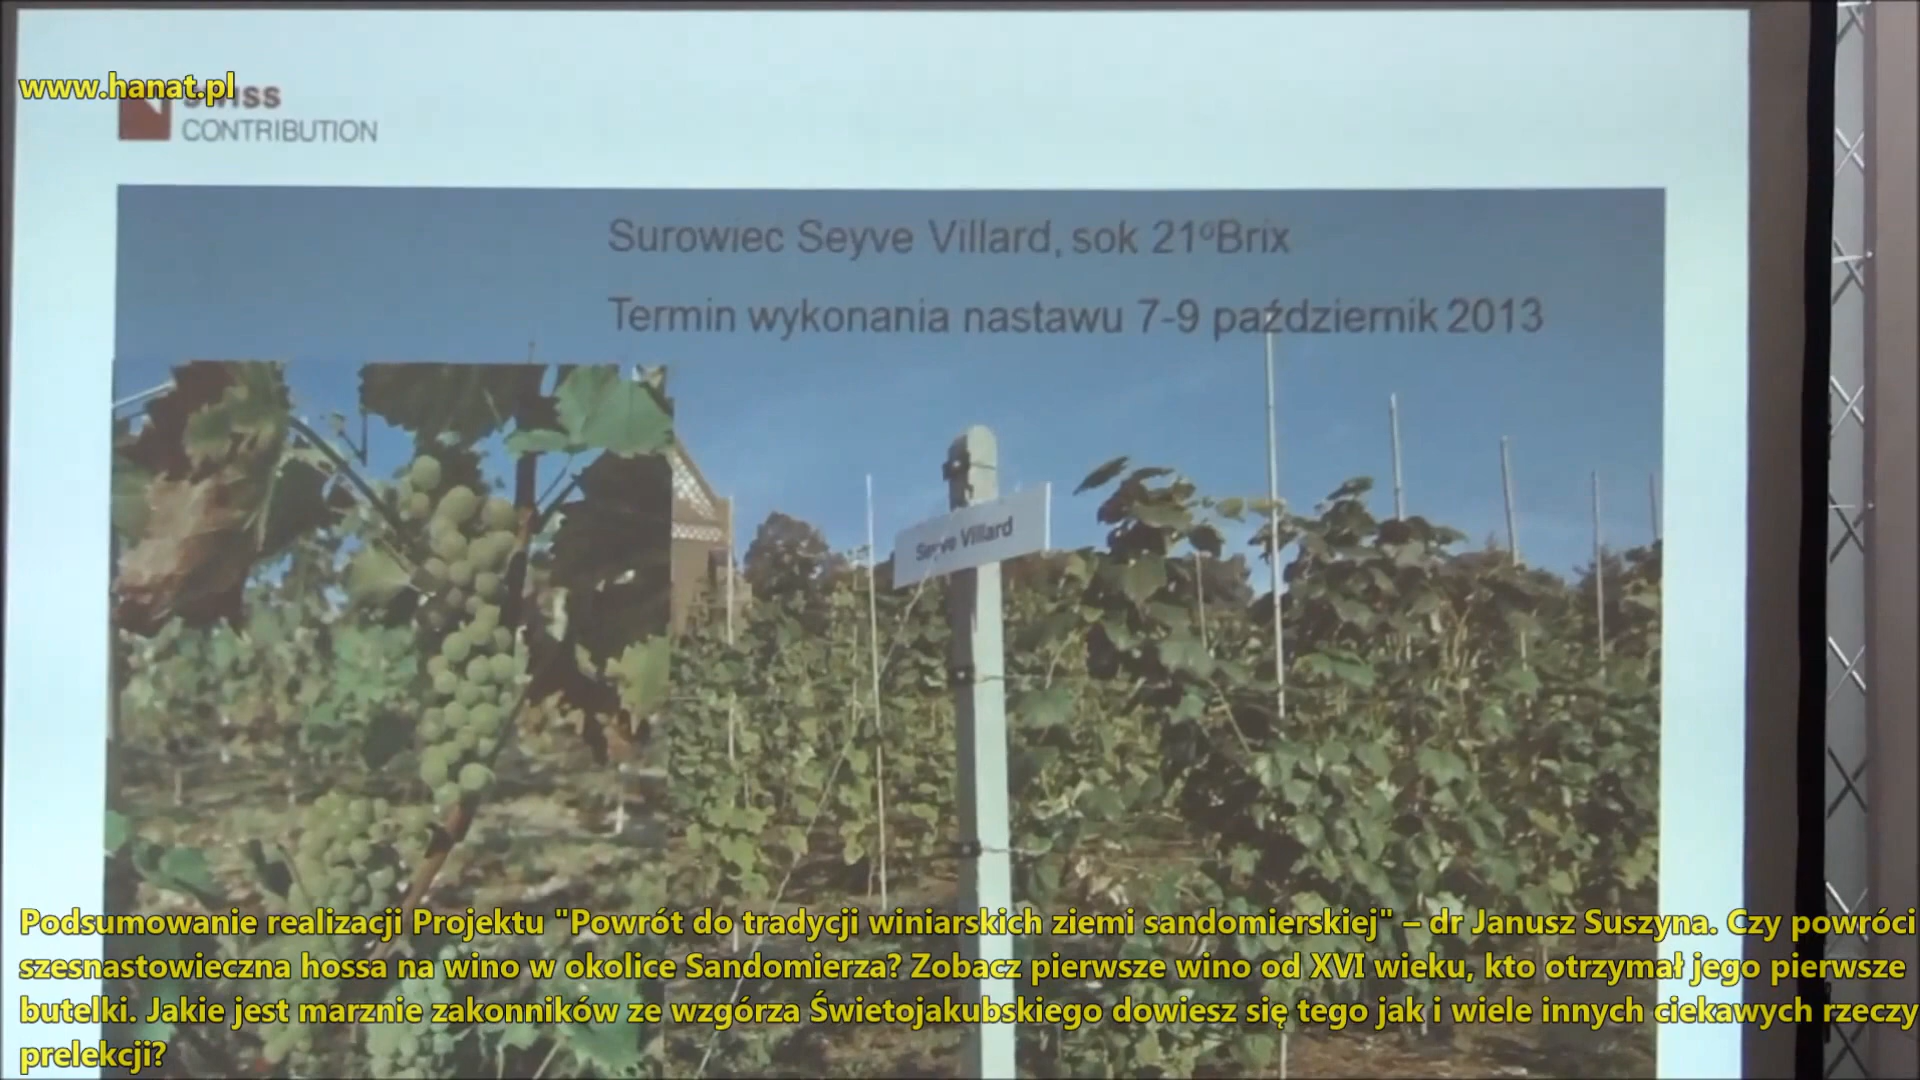 www.hanat.pl
SWISS
CONTRIBUTION
Surowiec Seyve Villard, sok 21ºBrix
Termin wykonania nastawu 7-9 październik 2013
Seyve Villard
Podsumowanie realizacji Projektu "Powrót do tradycji winiarskich ziemi sandomierskiej" – dr Janusz Suszyna. Czy powróci
szesnastowieczna hossa na wino w okolice Sandomierza? Zobacz pierwsze wino od XVI wieku, kto otrzymał jego pierwsze
butelki. Jakie jest marznie zakonników ze wzgórza Świetojakubskiego dowiesz się tego jak i wiele innych ciekawych rzeczy
prelekcji?